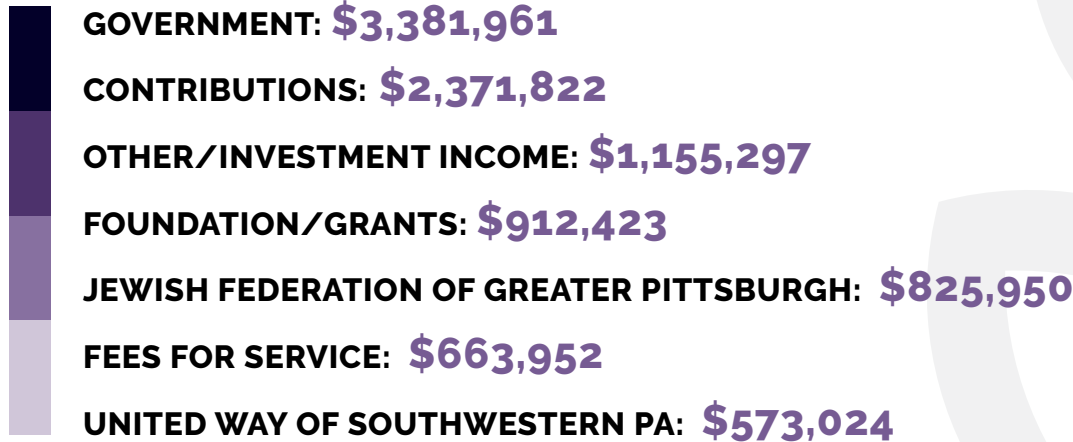 GOVERNMENT: $3,381,961
CONTRIBUTIONS: $2,371,822
OTHER/INVESTMENT INCOME: $1,155,297
FOUNDATION/GRANTS: $912,423
JEWISH FEDERATION OF GREATER PITTSBURGH: $825,950
FEES FOR SERVICE: $663,952
UNITED WAY OF SOUTHWESTERN PA: $573,024